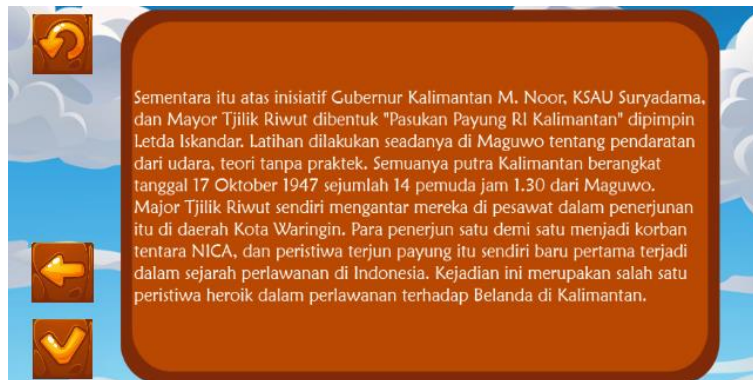 Sementara itu atas inisiatif Gubernur Kalimantan M. Noor, KSAU Suryadama,
dan Mayor Tjilik Riwut dibentuk "Pasukan Payung RI Kalimantan" dipimpin
Letda Iskandar. Latihan dilakukan seadanya di Maguwo tentang pendaratan
dari udara, teori tanpa praktek. Semuanya putra Kalimantan berangkat
tanggal 17 Oktober 1947 sejumlah 14 pemuda jam 1.30 dari Maguwo.
Major Tjilik Riwut sendiri mengantar mereka di pesawat dalam penerjunan
itu di daerah Kota Waringin. Para penerjun satu demi satu menjadi korban
tentara NICA, dan peristiwa terjun payung itu sendiri baru pertama terjadi
dalam sejarah perlawanan di Indonesia. Kejadian ini merupakan salah satu
peristiwa heroik dalam perlawanan terhadap Belanda di Kalimantan.